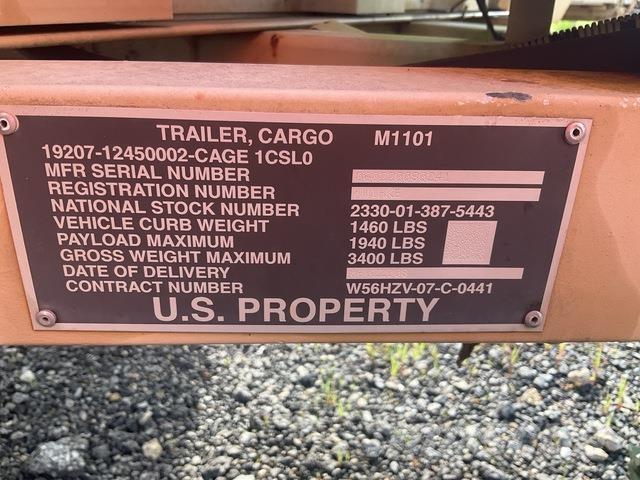 TRAILER, CARGO M1101
19207-12450002-CAGE 1CSL0
MFR SERIAL NUMBER
REGISTRATION NUMBER
NATIONAL STOCK NUMBER 2330-01-387-5443
VEHICLE CURB WEIGHT 1460 LBS
PAYLOAD MAXIMUM 1940 LBS
GROSS WEIGHT MAXIMUM 3400 LBS
DATE OF DELIVERY
CONTRACT NUMBER W56HZV-07-C-0441
U.S. PROPERTY